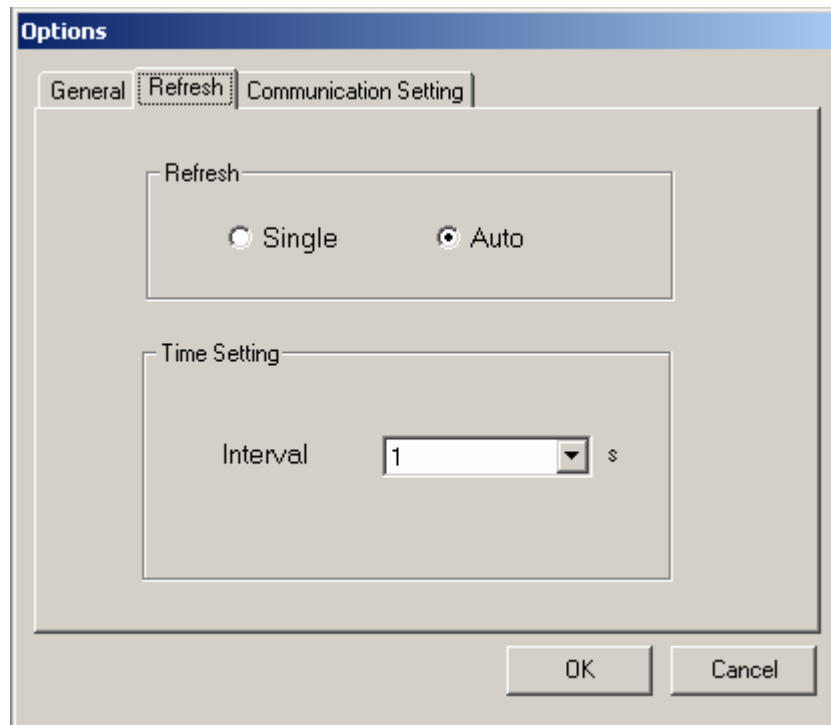 Options
General Refresh Communication Setting
Refresh
Single Auto
Time Setting
Interval 1 s
OK Cancel